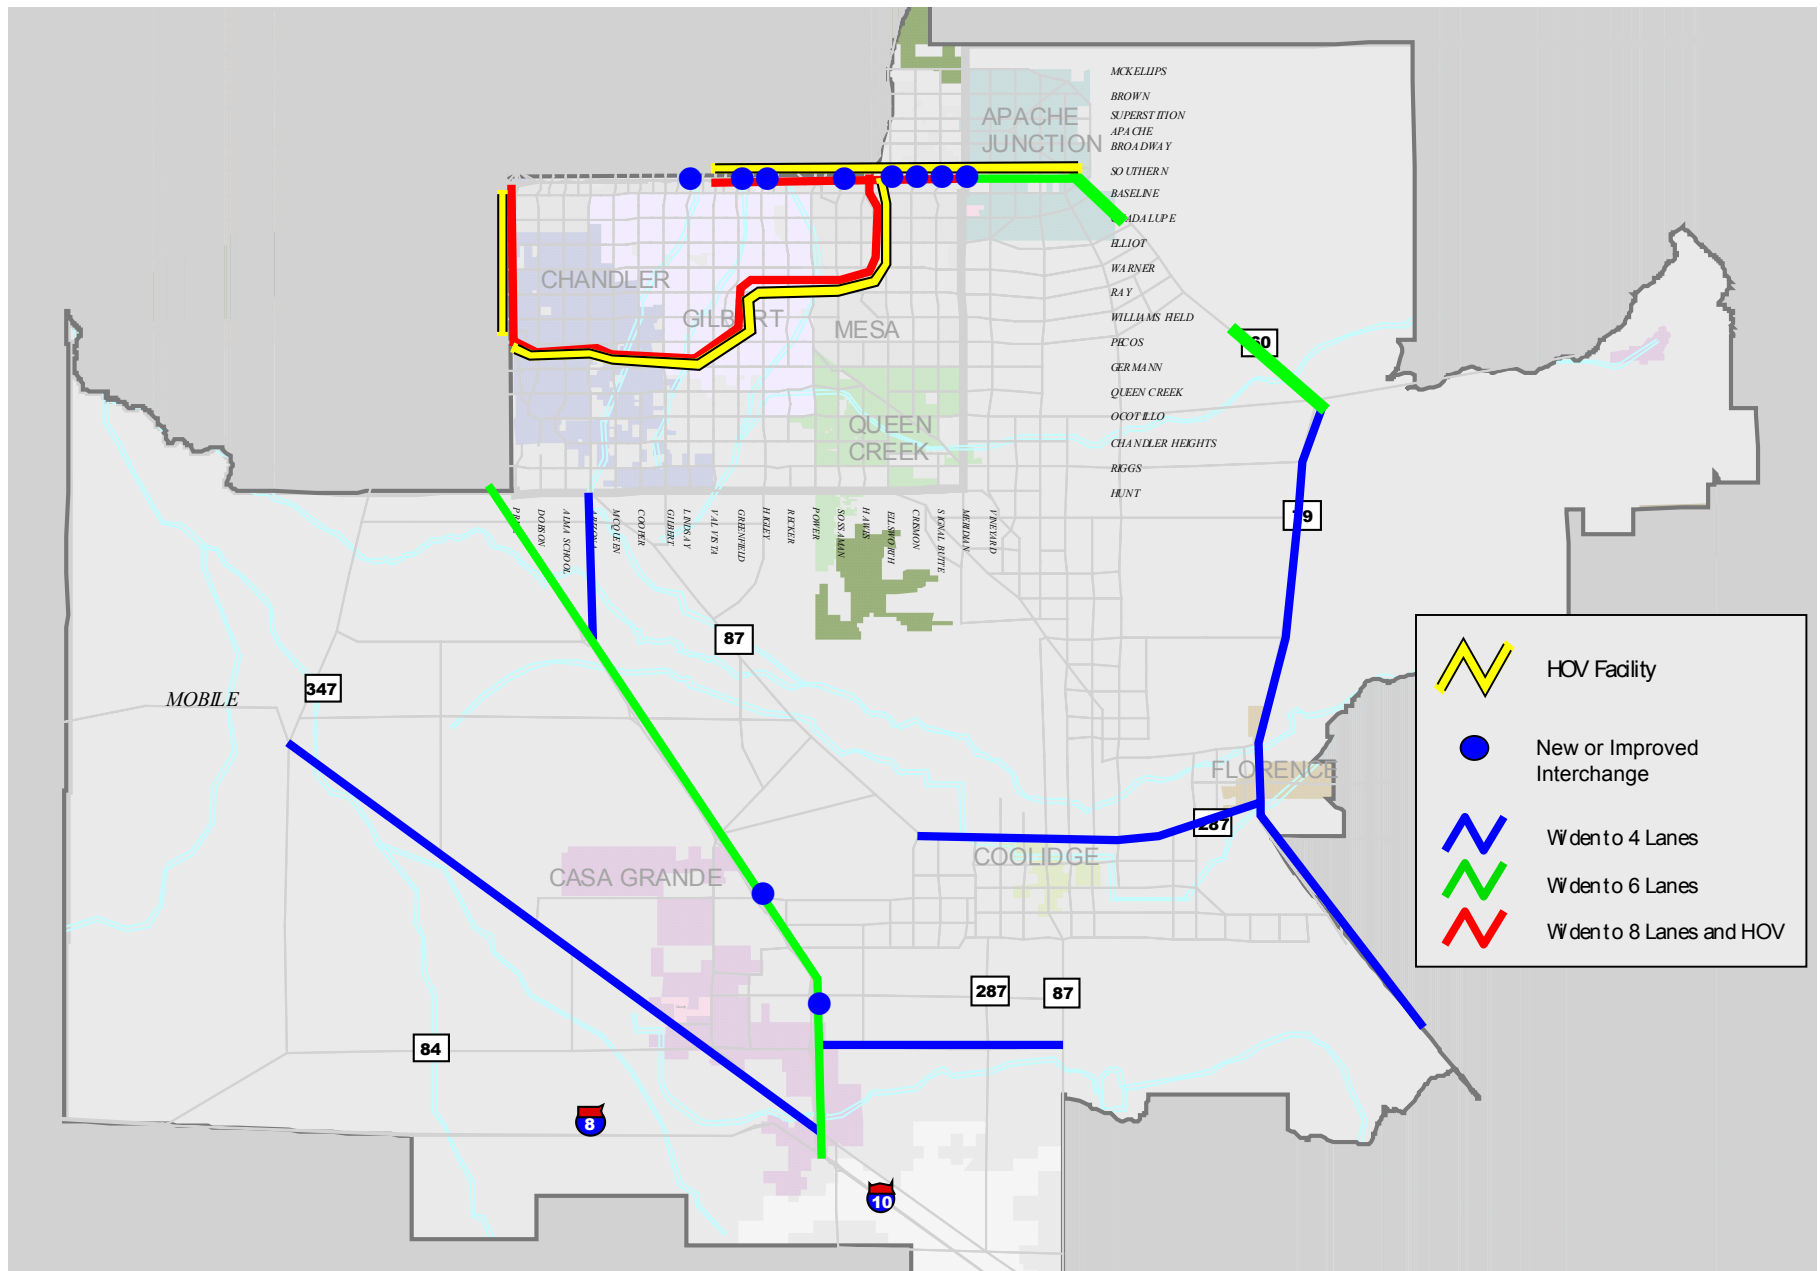 MCKELLIPS
BROWN
SUPERSTITION
APACHE
BROADWAY
SOUTHERN
BASELINE
ELLIOT
WARNER
RAY
WILLIAMS FIELD
PECOS
GERMANN
QUEEN CREEK
OCOTILLO
CHANDLER HEIGHTS
RIGGS
HUNT
APACHE
JUNCTION
CHANDLER
GILBERT
MESA
QUEEN
CREEK
60
DOBSON
ALMA SCHOOL
MCQUEEN
COOPER
GILBERT
LINDSAY
VAL VISTA
GREENFIELD
HIGLEY
RECKER
POWER
SOSSAMAN
HAWES
ELLSWORTH
CRISMON
SIGNAL BUTTE
MERIDIAN
VINEYARD
87
347
MOBILE
FLORENCE
287
COOLIDGE
CASA GRANDE
287
87
84
8
10
HOV Facility
New or Improved
Interchange
Widen to 4 Lanes
Widen to 6 Lanes
Widen to 8 Lanes and HOV